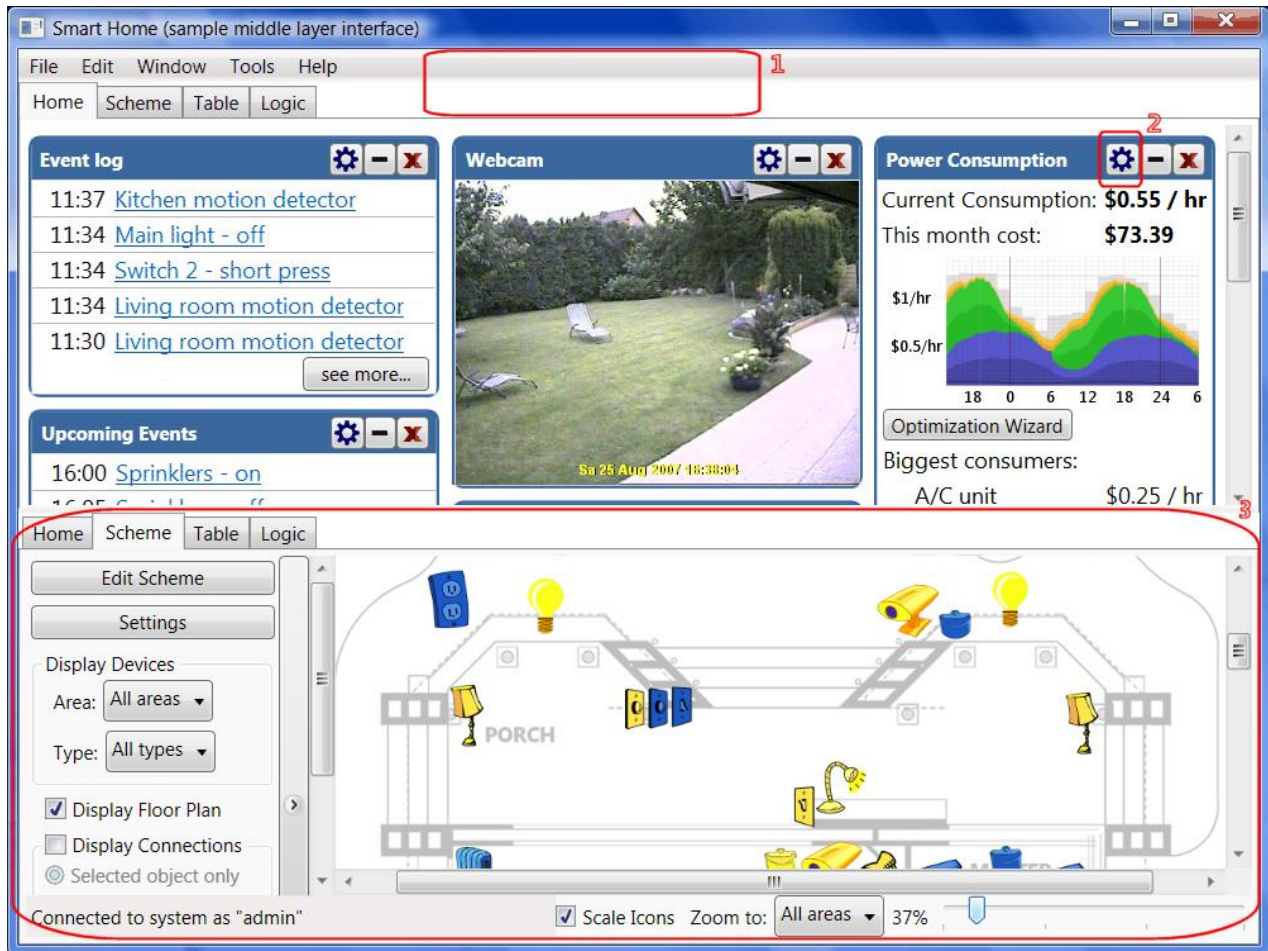 Smart Home (sample middle layer interface)
File Edit Window Tools Help
1
Home Scheme Table Logic
2
Event log
11:37 Kitchen motion detector
11:34 Main light - off
11:34 Switch 2 - short press
11:34 Living room motion detector
11:30 Living room motion detector
see more...
Upcoming Events
16:00 Sprinklers - on
Webcam
Sa 25 Aug 2007 16:38:04
Power Consumption
Current Consumption: $0.55 / hr
This month cost: $73.39
$1/hr
$0.5/hr
18 0 6 12 18 24 6
Optimization Wizard
Biggest consumers:
A/C unit $0.25 / hr
3
Home Scheme Table Logic
Edit Scheme
Settings
Display Devices
Area: All areas
Type: All types
Display Floor Plan
Display Connections
Selected object only
PORCH
Connected to system as "admin"
Scale Icons Zoom to: All areas 37%